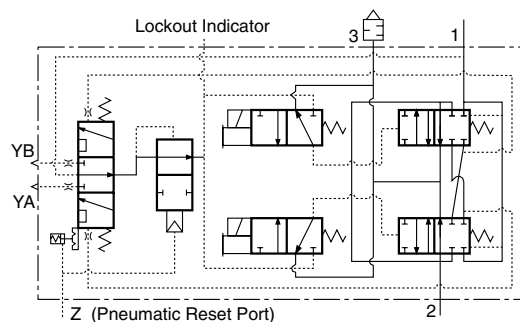 Lockout Indicator
3
1
YB
YA
2
Z (Pneumatic Reset Port)